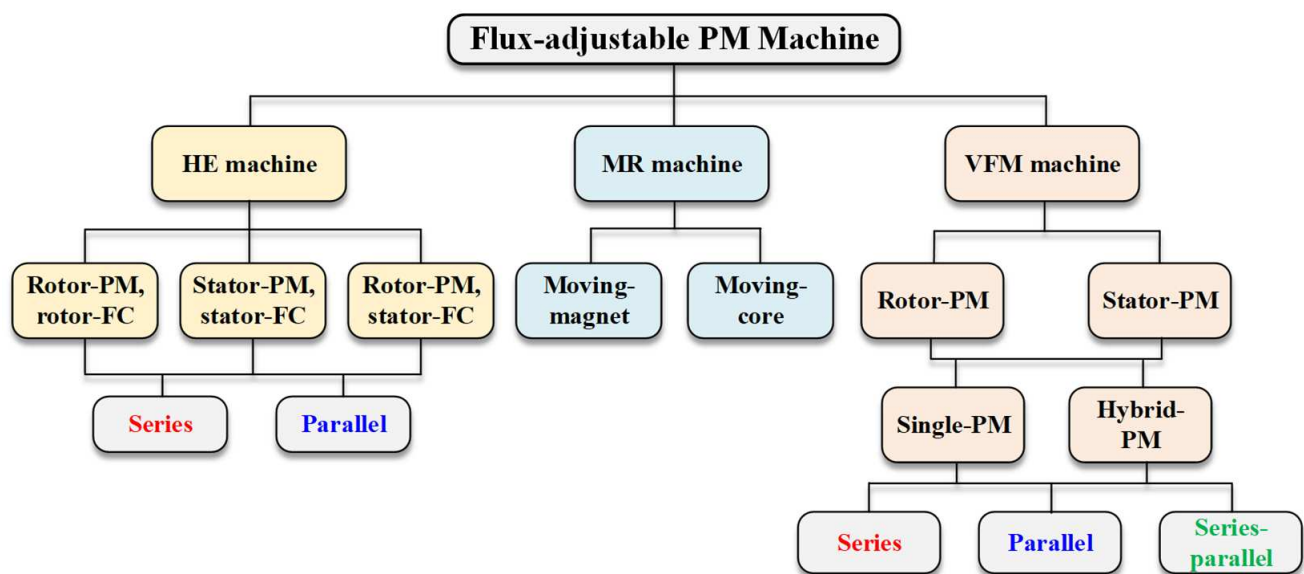 Flux-adjustable PM Machine
HE machine
MR machine
VFM machine
Rotor-PM,
rotor-FC
Stator-PM,
stator-FC
Rotor-PM,
stator-FC
Moving-
magnet
Moving-
core
Rotor-PM
Stator-PM
Series
Parallel
Single-PM
Hybrid-
PM
Series
Parallel
Series-
parallel